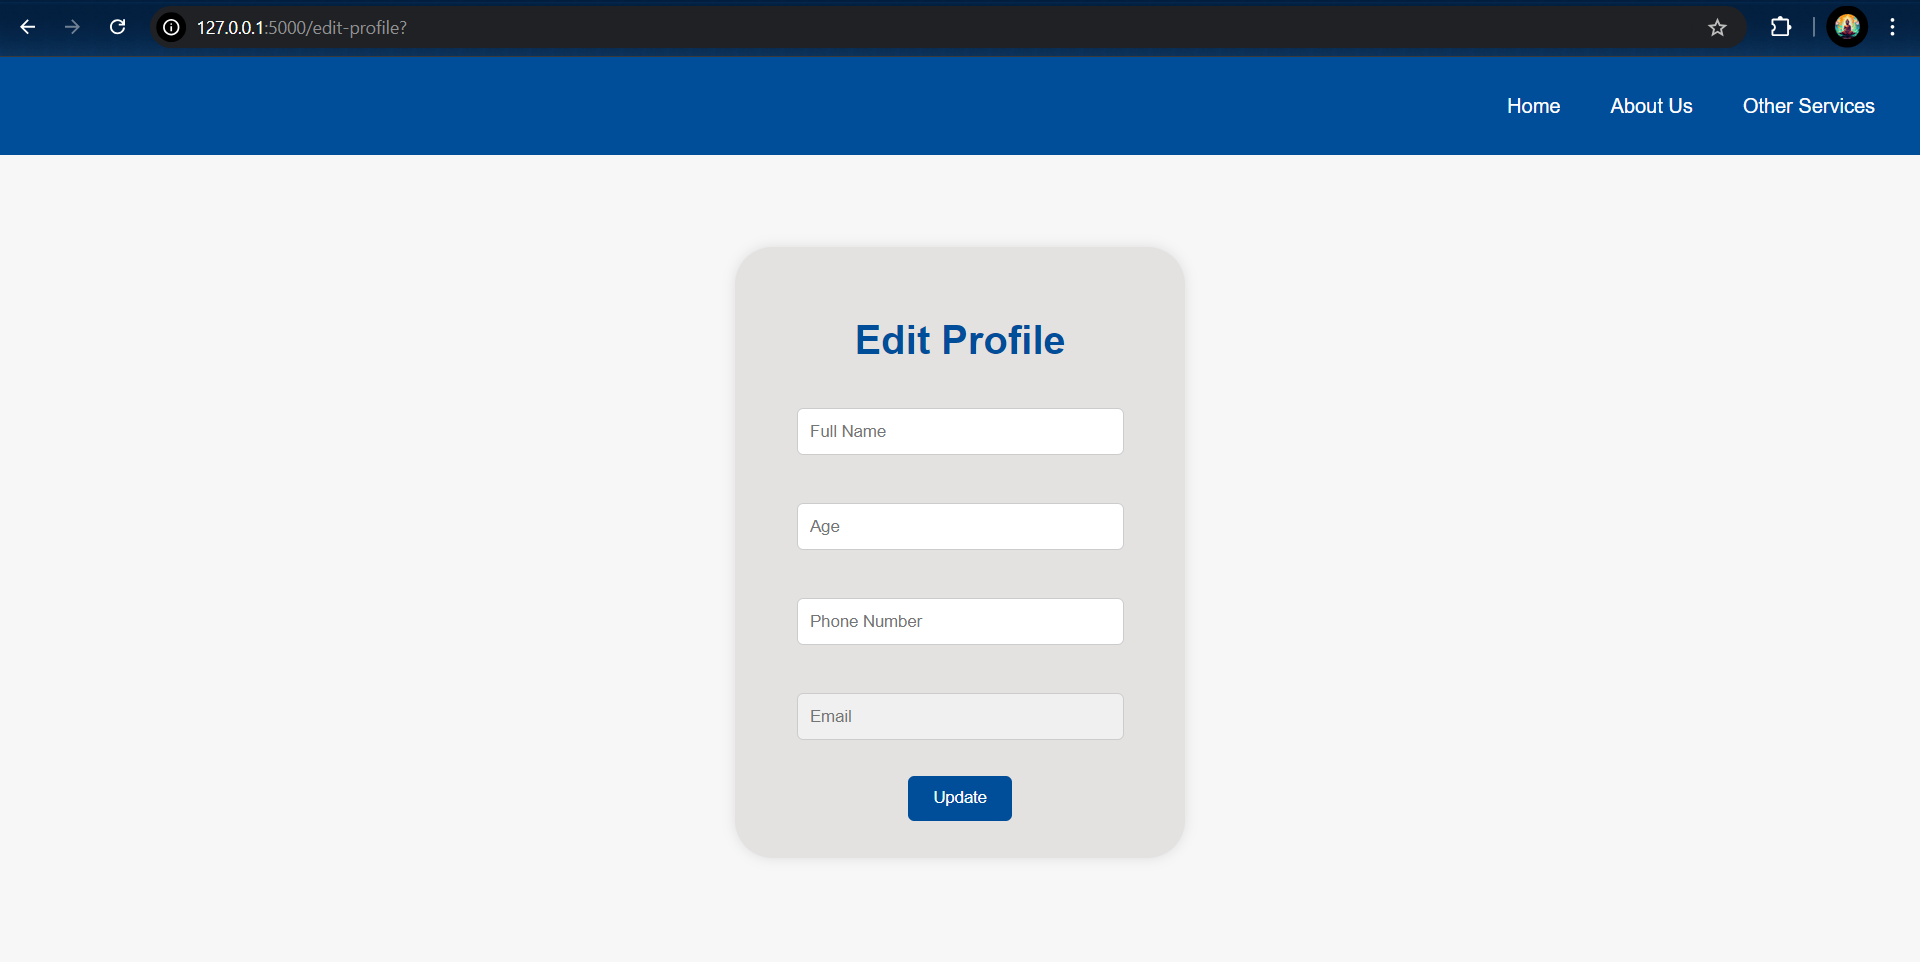 127.0.0.1:5000/edit-profile?
Home About Us Other Services
Edit Profile
Full Name
Age
Phone Number
Email
Update